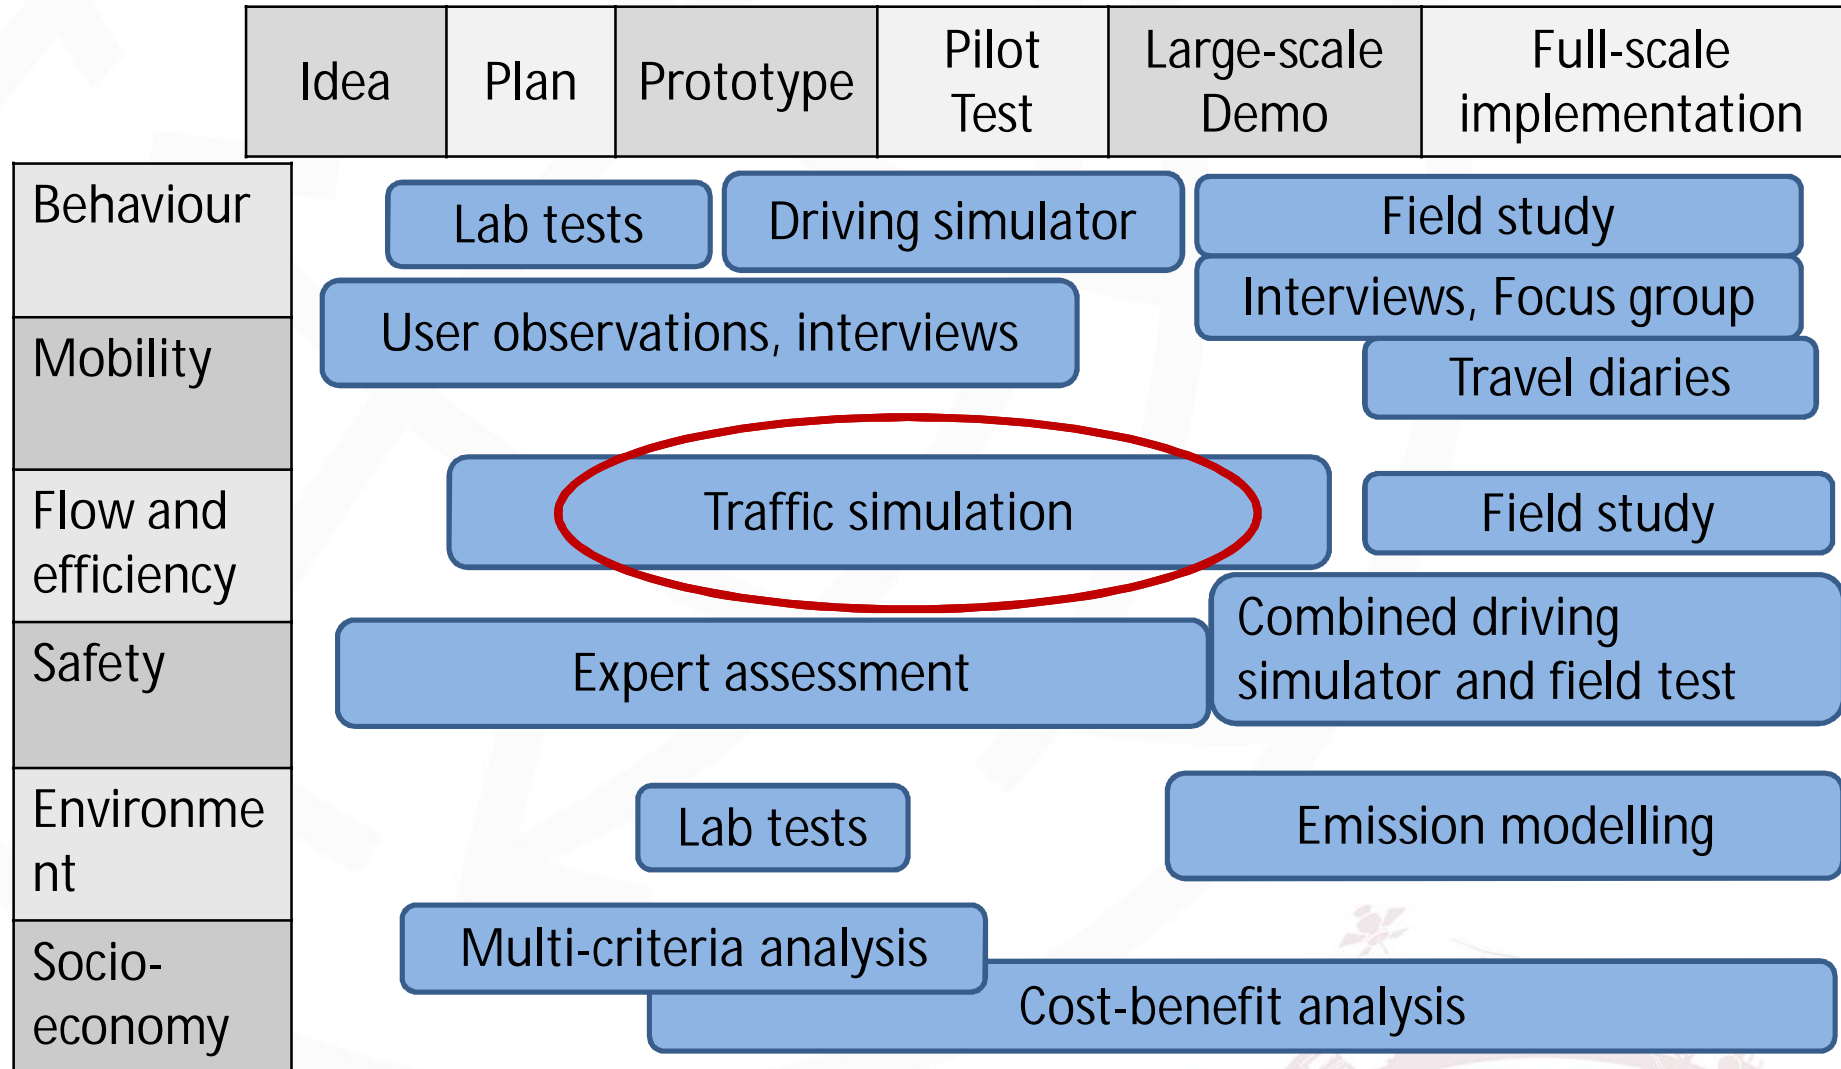 Idea
Plan
Prototype
Pilot
Test
Large-scale
Demo
Full-scale
implementation
Behaviour
Lab tests
Driving simulator
Field study
Interviews, Focus group
User observations, interviews
Mobility
Travel diaries
Flow and
efficiency
Traffic simulation
Field study
Combined driving
simulator and field test
Safety
Expert assessment
Environme
nt
Lab tests
Emission modelling
Socio-
economy
Multi-criteria analysis
Cost-benefit analysis